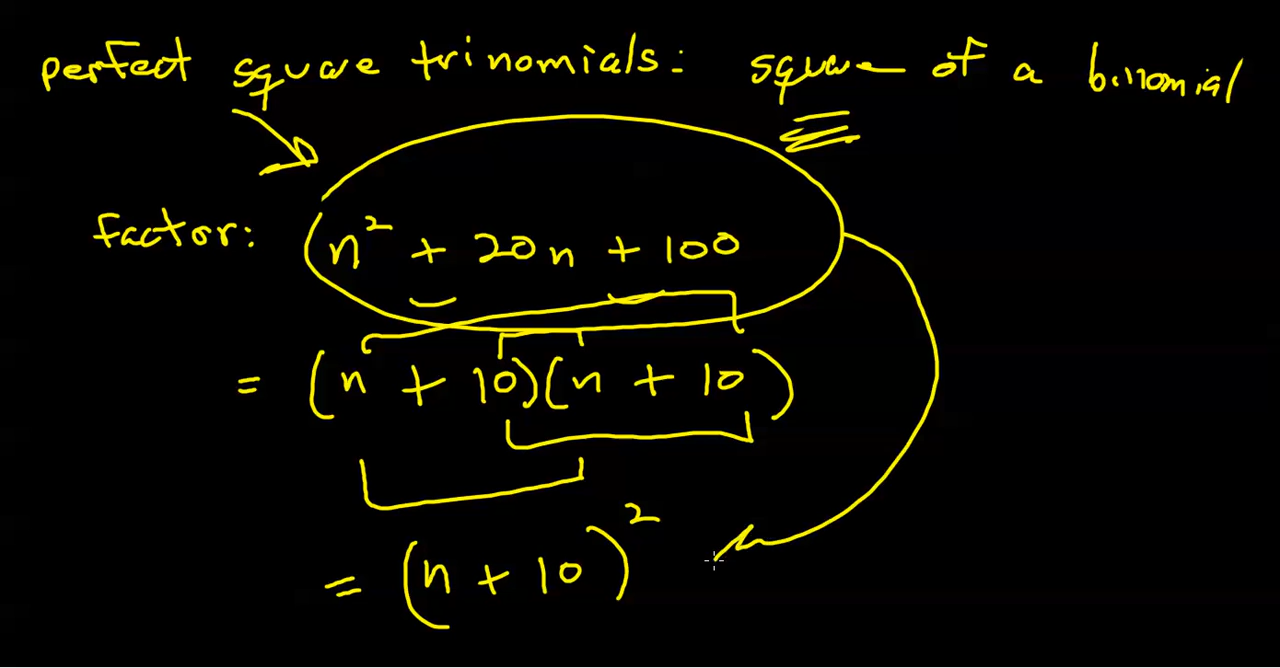 perfect square trinomials: square of a binomial
Factor: n² + 20n + 100
= (n + 10)(n + 10)
= (n + 10)²